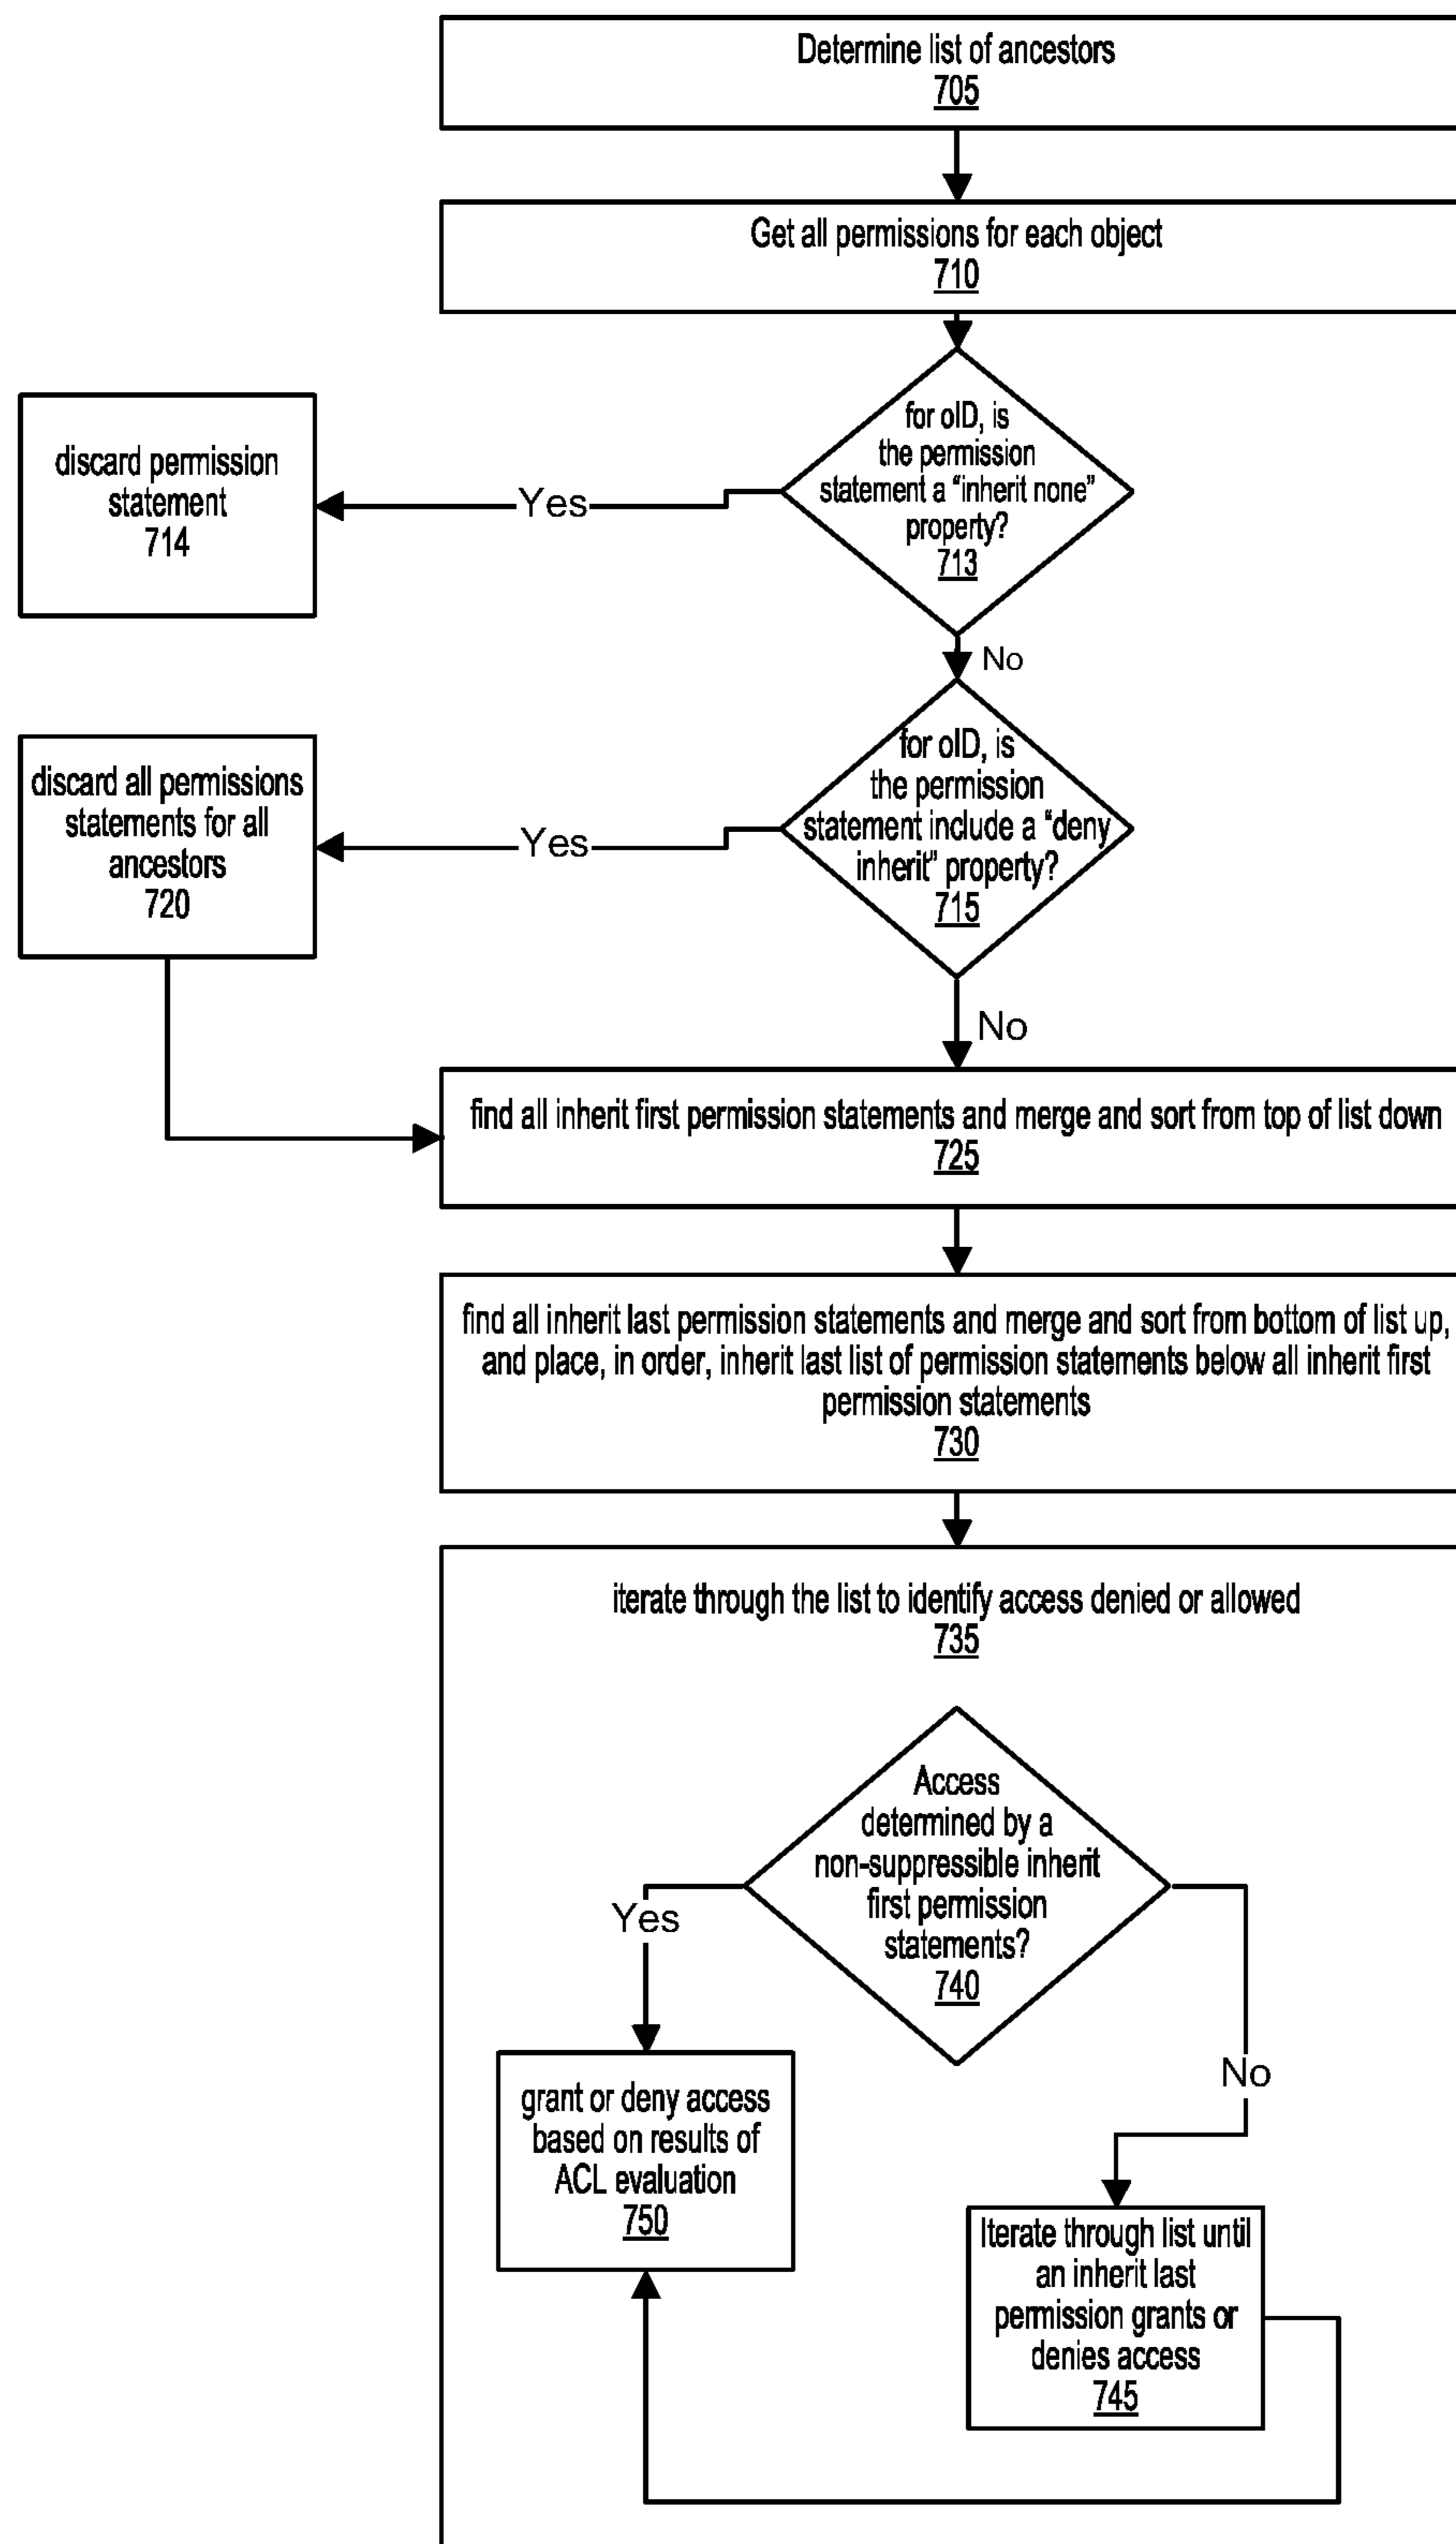 Determine list of ancestors
705
Get all permissions for each object
710
for oID, is
the permission
statement a “inherit none”
property?
713
Yes
discard permission
statement
714
No
for oID, is
the permission
statement include a “deny
inherit” property?
715
Yes
discard all permissions
statements for all
ancestors
720
No
find all inherit first permission statements and merge and sort from top of list down
725
find all inherit last permission statements and merge and sort from bottom of list up,
and place, in order, inherit last list of permission statements below all inherit first
permission statements
730
iterate through the list to identify access denied or allowed
735
Access
determined by a
non-suppressible inherit
first permission
statements?
740
Yes
No
grant or deny access
based on results of
ACL evaluation
750
Iterate through list until
an inherit last
permission grants or
denies access
745